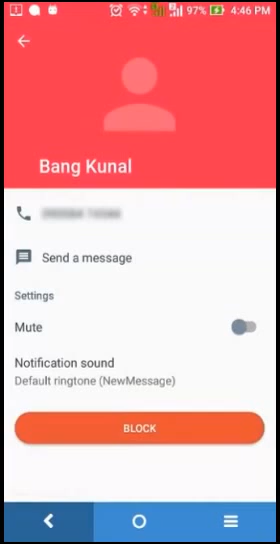 97% 4:46 PM
Bang Kunal
Send a message
Settings
Mute
Notification sound
Default ringtone (NewMessage)
BLOCK